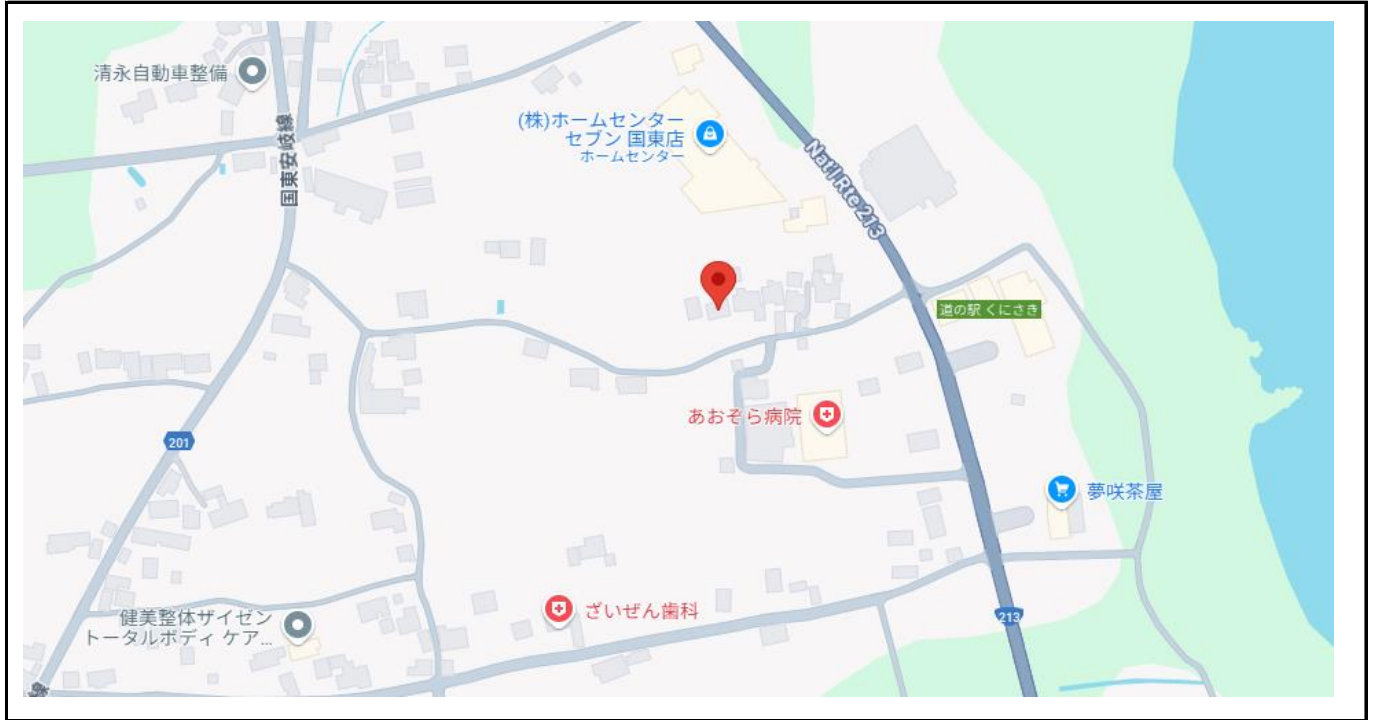 清永自動車整備
国東安岐線
(株)ホームセンター
セブン 国東店
ホームセンター
Nat'l Rte 213
道の駅 くにさき
あおぞら病院
201
夢咲茶屋
ざいぜん歯科
213
健美整体ザイゼン
トータルボディ ケア...
線